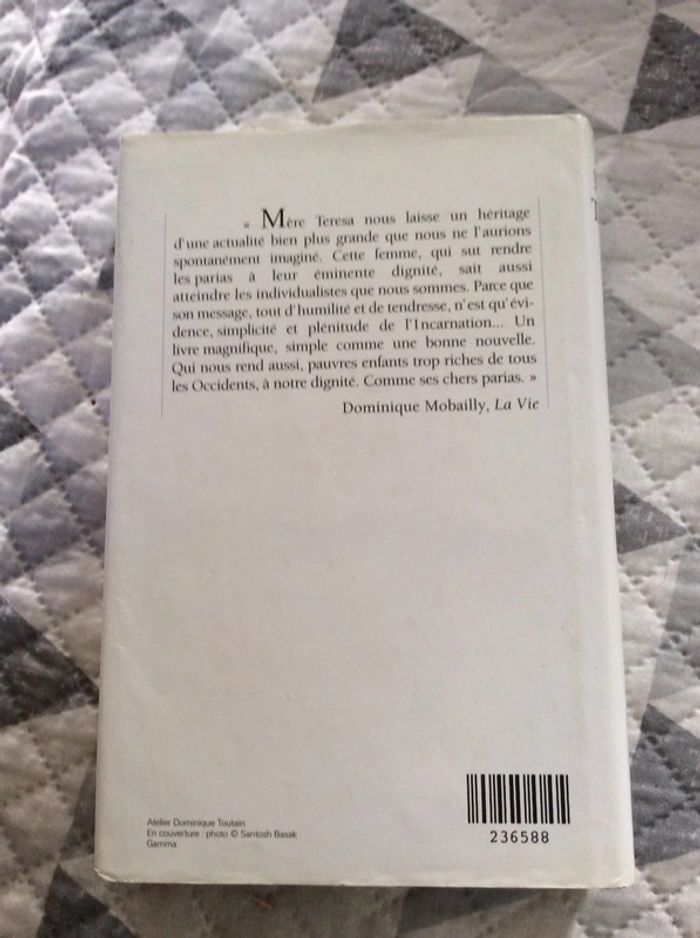 « Mère Teresa nous laisse un héritage
d'une actualité bien plus grande que nous ne l'aurions
spontanément imaginé. Cette femme, qui sut rendre
les parias à leur éminente dignité, sait aussi
atteindre les individualistes que nous sommes. Parce que
son message, tout d'humilité et de tendresse, n'est qu'évi-
dence, simplicité et plénitude de l'Incarnation... Un
livre magnifique, simple comme une bonne nouvelle.
Qui nous rend aussi, pauvres enfants trop riches de tous
les Occidents, à notre dignité. Comme ses chers parias. »
Dominique Mobailly, La Vie
Atelier Dominique Toutain
En couverture : photo © Santosh Basak
Gamma
236588